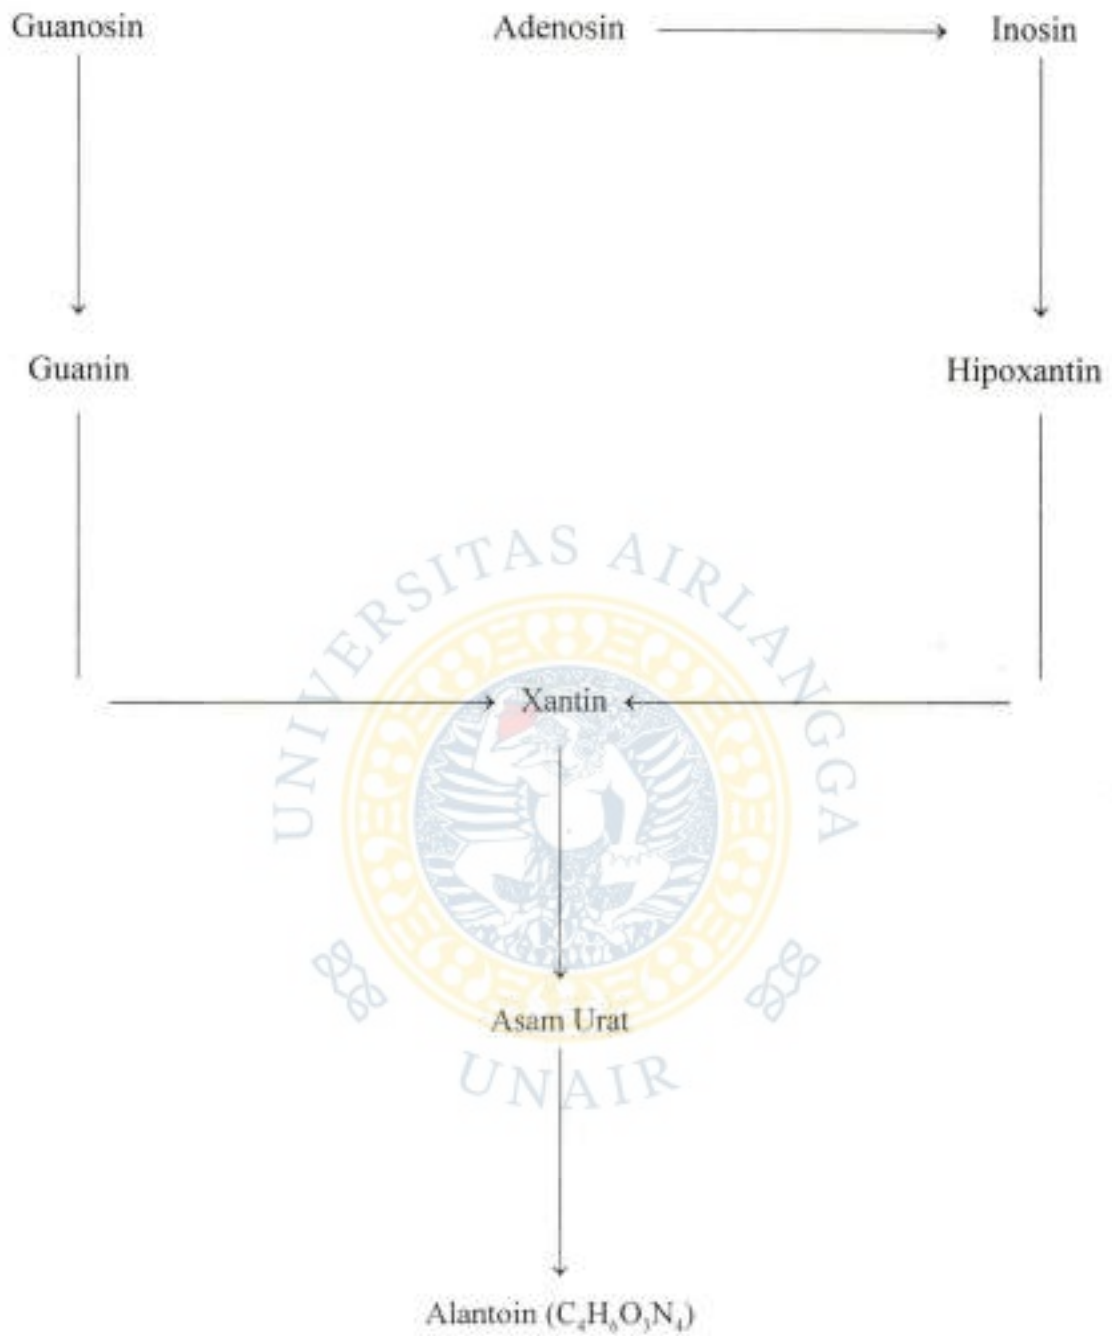 Guanosin Adenosin Inosin
Guanin Hipoxantin
UNIVERSITAS AIRLANGGA
Xantin
Asam Urat
UNAIR
Alantoin (C₄H₆O₃N₄)